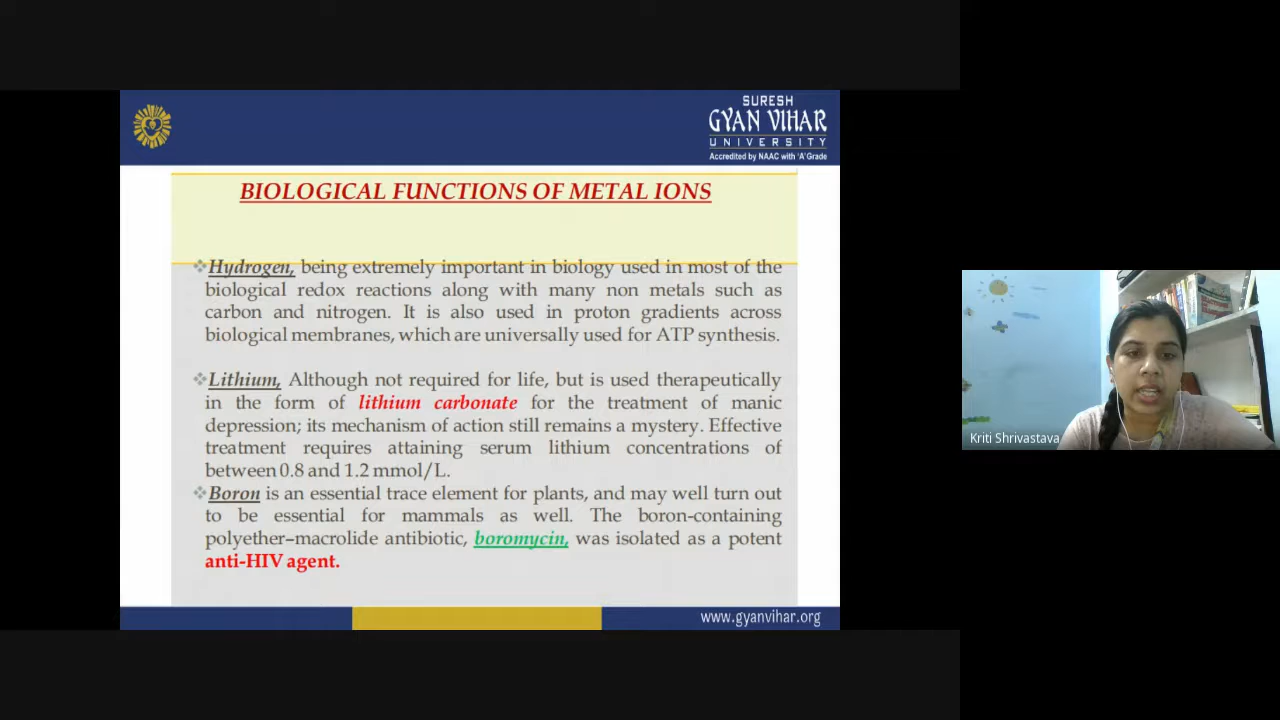 SURESH
GYAN VIHAR
UNIVERSITY
Accredited by NAAC with 'A' Grade
BIOLOGICAL FUNCTIONS OF METAL IONS
❖Hydrogen, being extremely important in biology used in most of the
biological redox reactions along with many non metals such as
carbon and nitrogen. It is also used in proton gradients across
biological membranes, which are universally used for ATP synthesis.
❖Lithium, Although not required for life, but is used therapeutically
in the form of lithium carbonate for the treatment of manic
depression; its mechanism of action still remains a mystery. Effective
treatment requires attaining serum lithium concentrations of
between 0.8 and 1.2 mmol/L.
❖Boron is an essential trace element for plants, and may well turn out
to be essential for mammals as well. The boron-containing
polyether–macrolide antibiotic, boromycin, was isolated as a potent
anti-HIV agent.
www.gyanvihar.org
Kriti Shrivastava